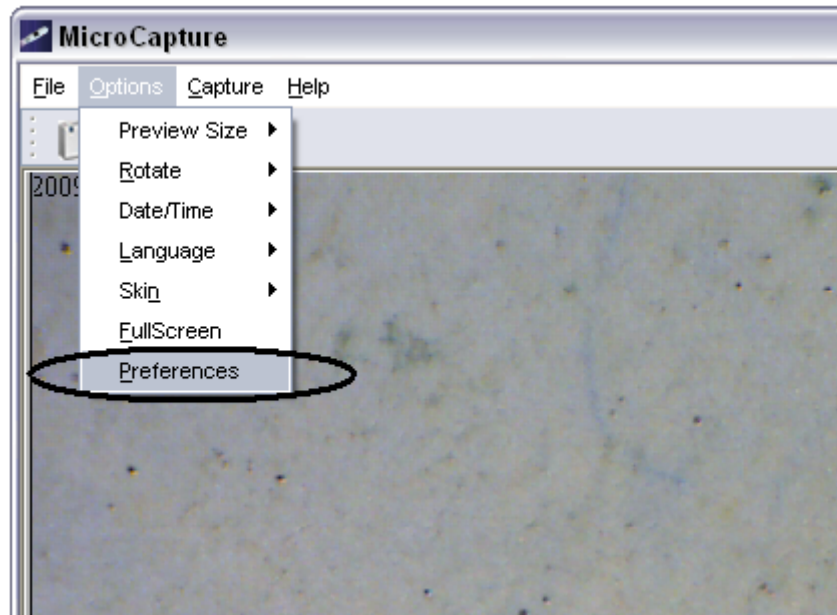 MicroCapture
File Options Capture Help
Preview Size
Rotate
Date/Time
Language
Skin
FullScreen
Preferences